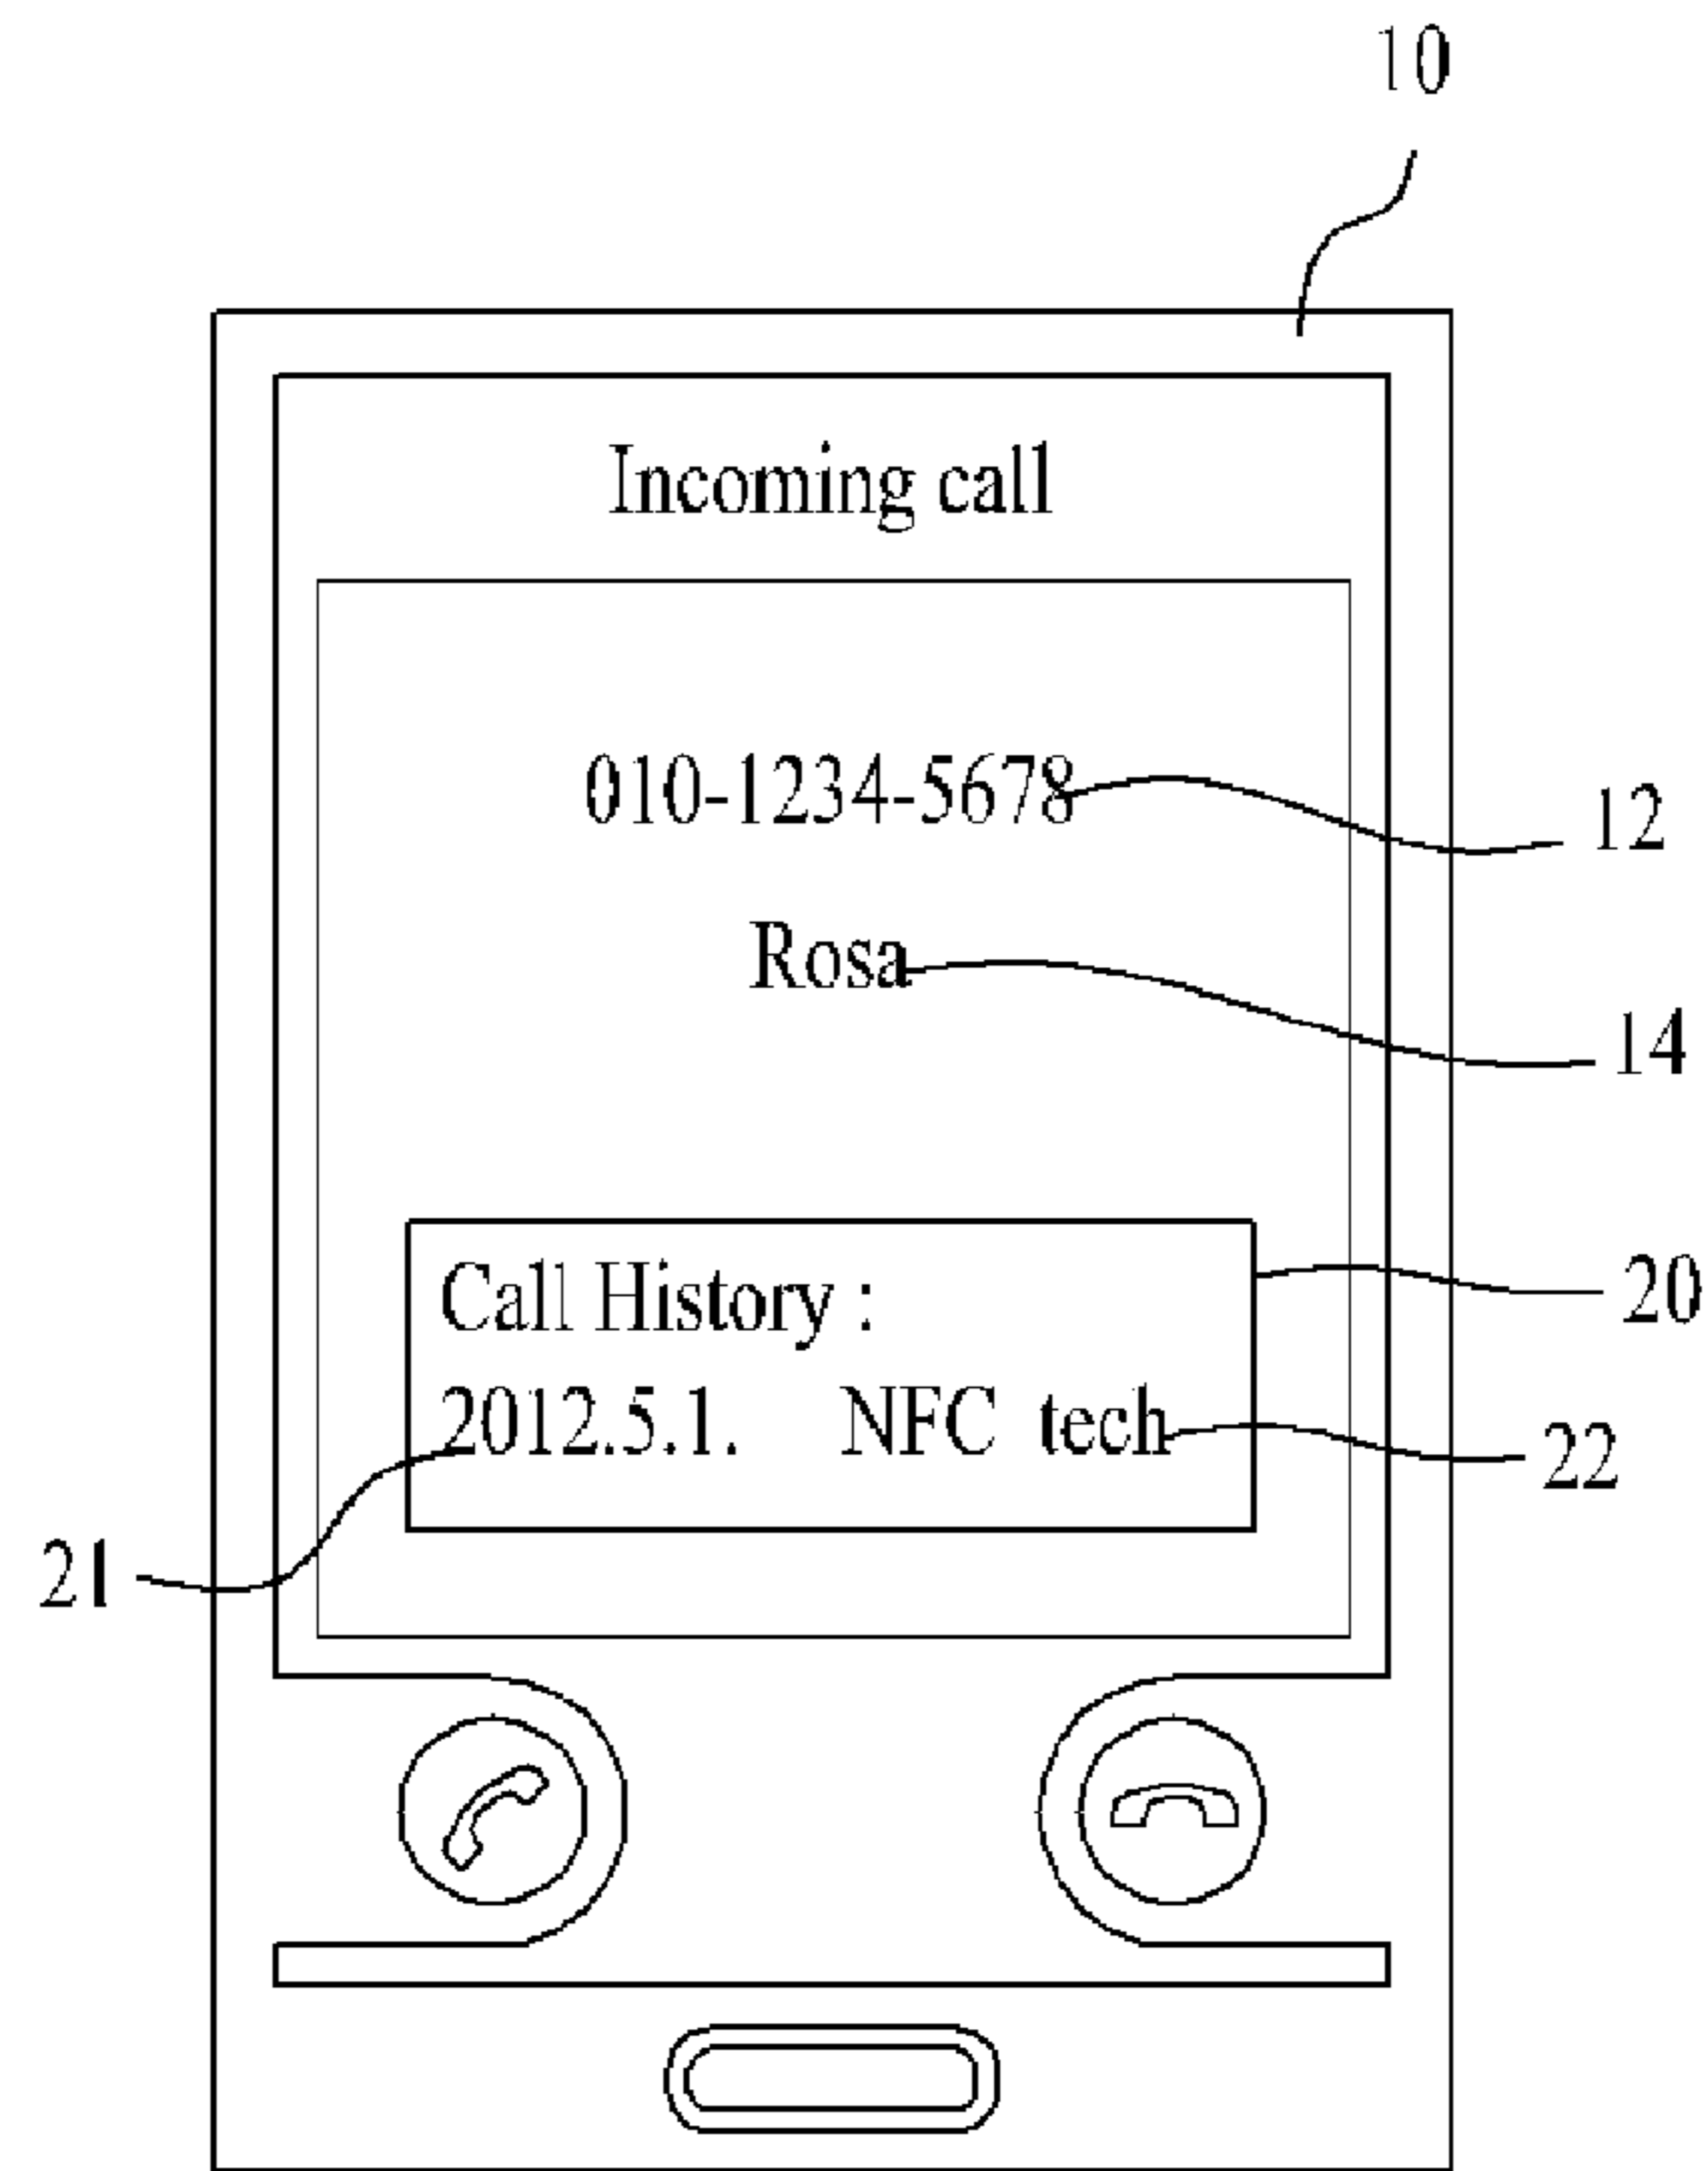 10
Incoming call
010-1234-5678
12
Rosa
14
Call History :
20
2012.5.1. NFC tech
22
21